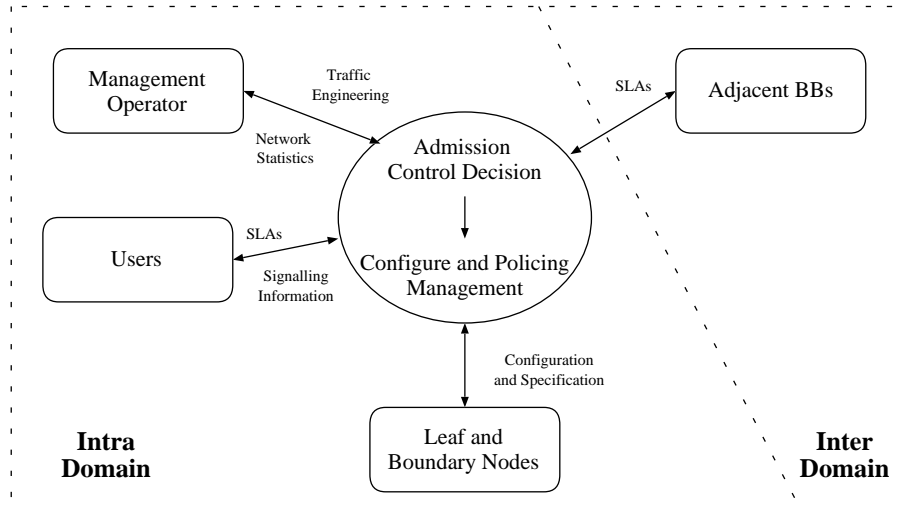 Management
Operator
Traffic
Engineering
Network
Statistics
SLAs
Adjacent BBs
Admission
Control Decision
Configure and Policing
Management
Users
SLAs
Signalling
Information
Configuration
and Specification
Leaf and
Boundary Nodes
Intra
Domain
Inter
Domain